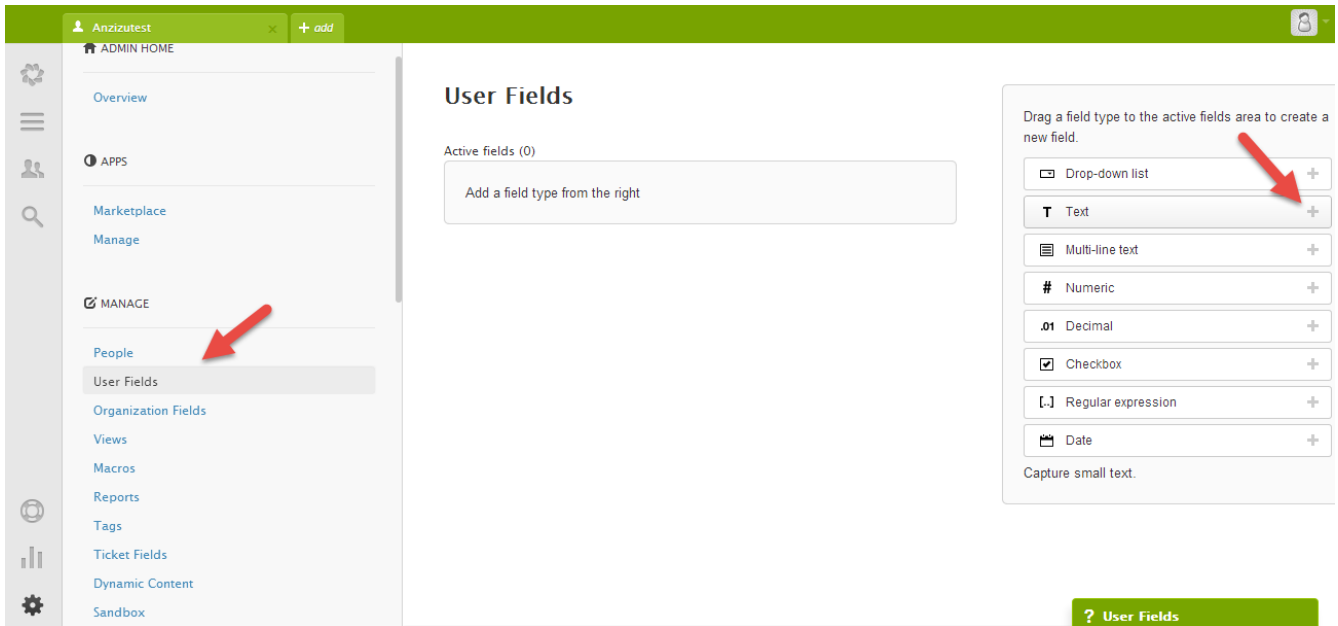 Anzizutest
+ add
ADMIN HOME
Overview
APPS
Marketplace
Manage
MANAGE
People
User Fields
Organization Fields
Views
Macros
Reports
Tags
Ticket Fields
Dynamic Content
Sandbox
User Fields
Active fields (0)
Add a field type from the right
Drag a field type to the active fields area to create a
new field.
Drop-down list
T Text
Multi-line text
# Numeric
.01 Decimal
Checkbox
[..] Regular expression
Date
Capture small text.
? User Fields